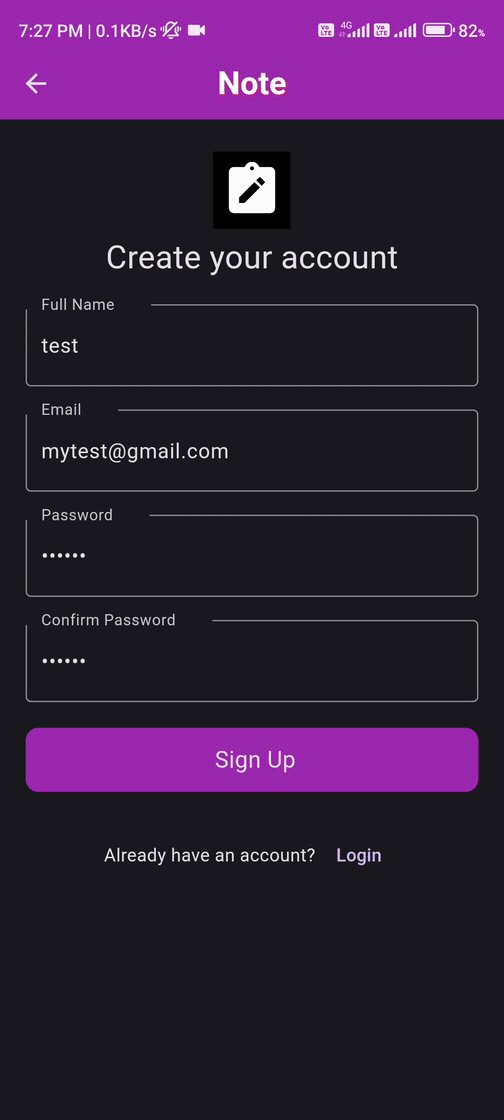 7:27 PM | 0.1KB/s 4G Vo LTE Vo LTE 82%
Note
Create your account
Full Name
test
Email
mytest@gmail.com
Password
••••••
Confirm Password
••••••
Sign Up
Already have an account? Login